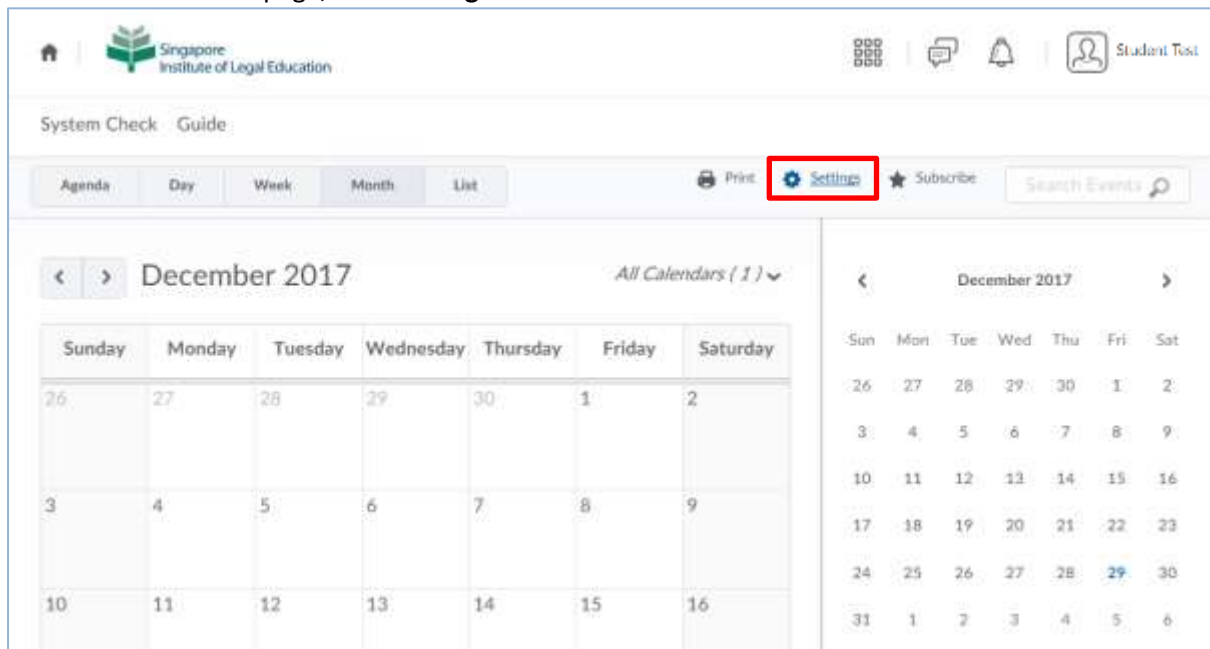 Singapore
Institute of Legal Education
Student Test
System Check Guide
Agenda Day Week Month List
Print Settings Subscribe Search Events
December 2017 All Calendars ( 1 )
Sunday Monday Tuesday Wednesday Thursday Friday Saturday
26 27 28 29 30 1 2
3 4 5 6 7 8 9
10 11 12 13 14 15 16
December 2017
Sun Mon Tue Wed Thu Fri Sat
26 27 28 29 30 1 2
3 4 5 6 7 8 9
10 11 12 13 14 15 16
17 18 19 20 21 22 23
24 25 26 27 28 29 30
31 1 2 3 4 5 6